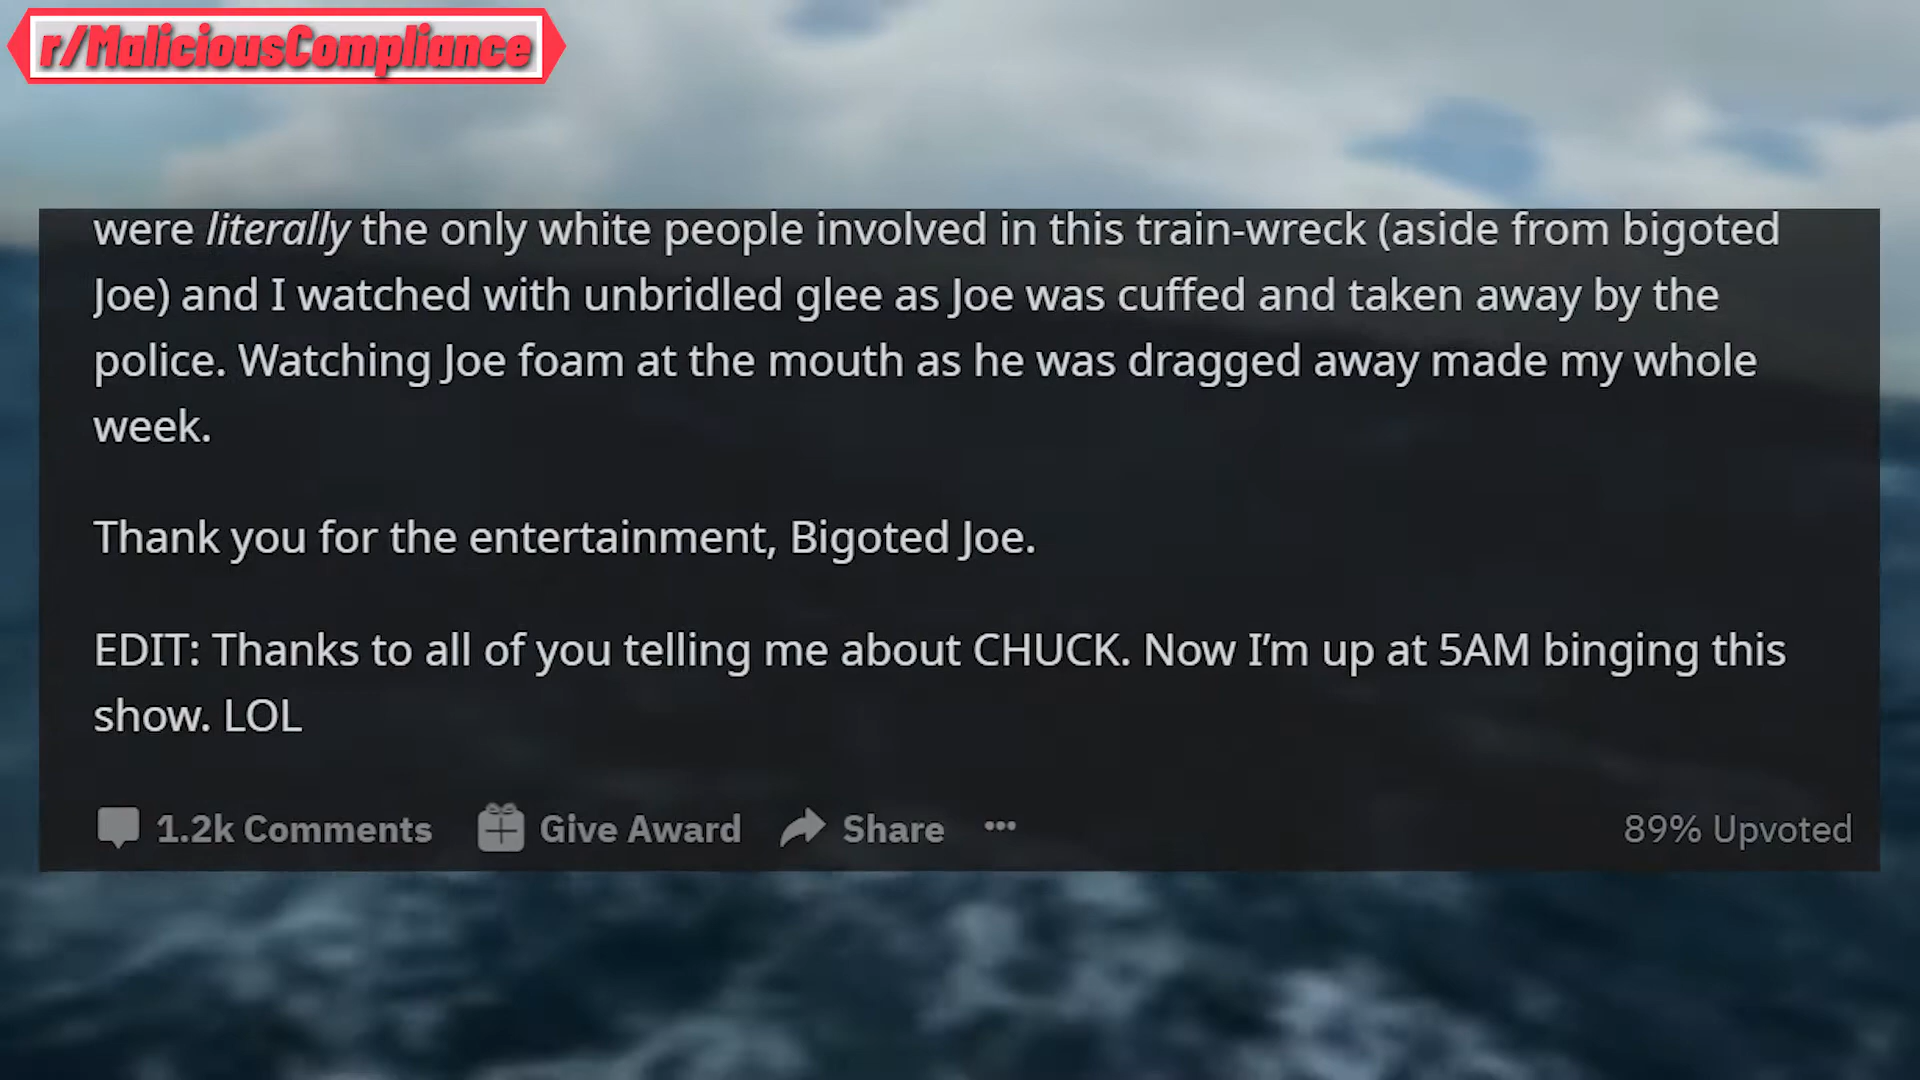 r/MaliciousCompliance
were literally the only white people involved in this train-wreck (aside from bigoted
Joe) and I watched with unbridled glee as Joe was cuffed and taken away by the
police. Watching Joe foam at the mouth as he was dragged away made my whole
week.
Thank you for the entertainment, Bigoted Joe.
EDIT: Thanks to all of you telling me about CHUCK. Now I’m up at 5AM binging this
show. LOL
1.2k Comments Give Award Share ••• 89% Upvoted